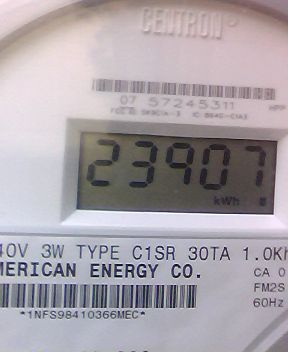 CENTRON
07 57245311
23907
kWh
40V 3W TYPE C1SR 30TA 1.0Kh
MERICAN ENERGY CO.
CA 0
FM2S
60Hz
*1NFS98410366MEC*